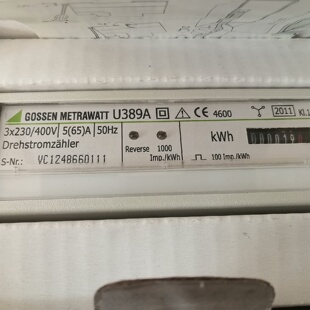 GOSSEN METRAWATT U389A CE 4600 2011 Kl.
3x230/400V 5(65)A 50Hz
Drehstromzähler
S-Nr.: VC1248660111
Reverse 1000
Imp./kWh
kWh
100 Imp./kWh